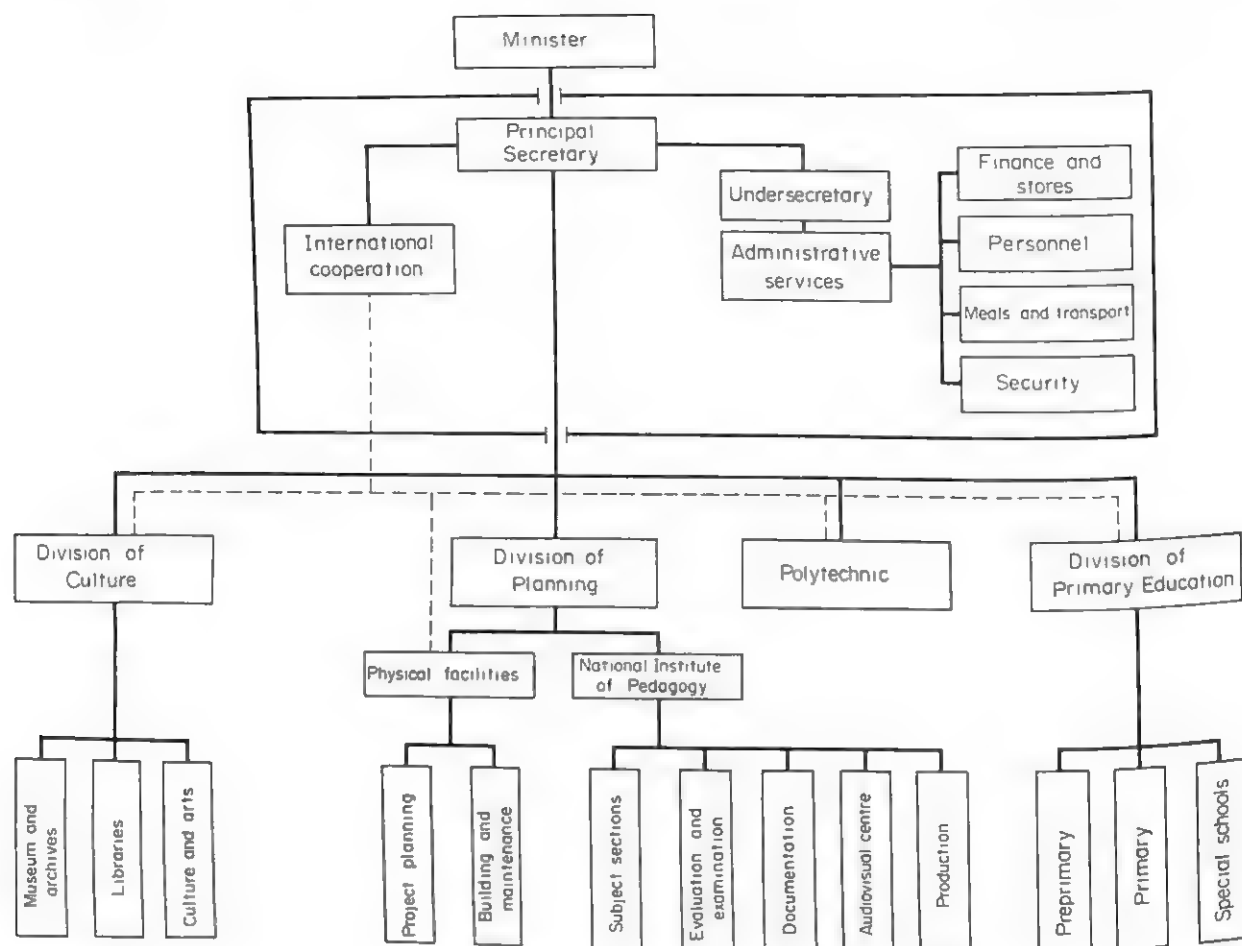 Minister
Principal
Secretary
International
cooperation
Undersecretary
Administrative
services
Finance and
stores
Personnel
Meals and transport
Security
Division of
Culture
Division of
Planning
Polytechnic
Division of
Primary Education
Physical facilities
National Institute
of Pedagogy
Museum and
archives
Libraries
Culture and arts
Project planning
Building and
maintenance
Subject sections
Evaluation and
examination
Documentation
Audiovisual centre
Production
Preprimary
Primary
Special schools